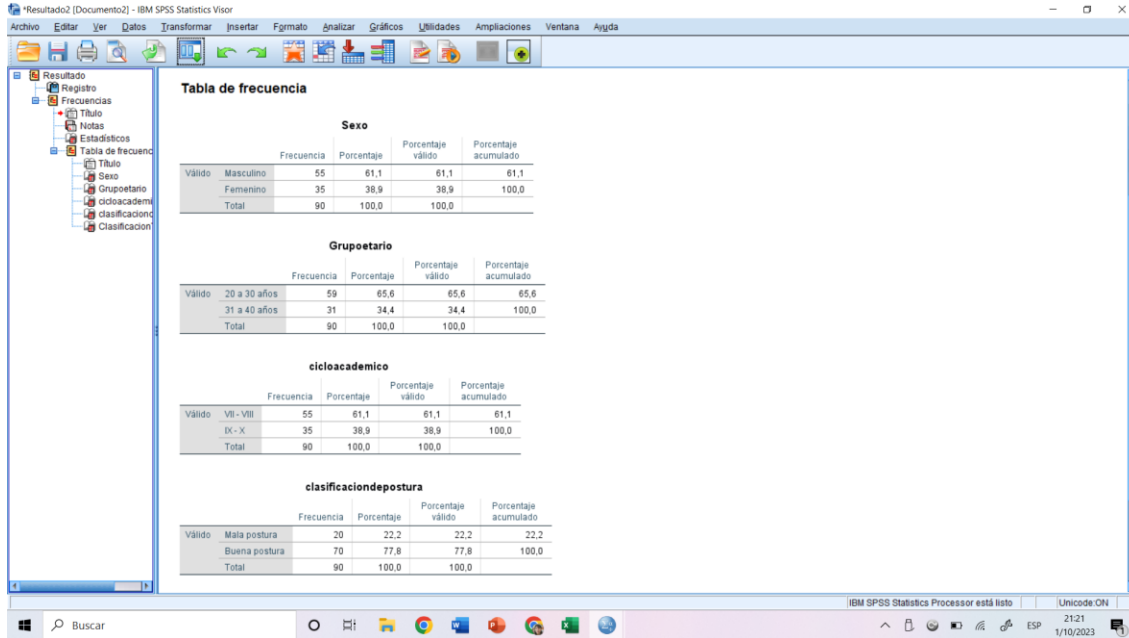 *Resultado2 [Documento2] - IBM SPSS Statistics Visor
Archivo Editar Ver Datos Transformar Insertar Formato Analizar Gráficos Utilidades Ampliaciones Ventana Ayuda
Resultado
Registro
Frecuencias
Título
Notas
Estadísticos
Tabla de frecuenc
Título
Sexo
Grupoetario
cicloacademi
clasificacionc
Clasificacion
Tabla de frecuencia
Sexo
Frecuencia Porcentaje Porcentaje válido Porcentaje acumulado
Válido Masculino 55 61,1 61,1 61,1
Femenino 35 38,9 38,9 100,0
Total 90 100,0 100,0
Grupoetario
Frecuencia Porcentaje Porcentaje válido Porcentaje acumulado
Válido 20 a 30 años 59 65,6 65,6 65,6
31 a 40 años 31 34,4 34,4 100,0
Total 90 100,0 100,0
cicloacademico
Frecuencia Porcentaje Porcentaje válido Porcentaje acumulado
Válido VII - VIII 55 61,1 61,1 61,1
IX - X 35 38,9 38,9 100,0
Total 90 100,0 100,0
clasificaciondepostura
Frecuencia Porcentaje Porcentaje válido Porcentaje acumulado
Válido Mala postura 20 22,2 22,2 22,2
Buena postura 70 77,8 77,8 100,0
Total 90 100,0 100,0
IBM SPSS Statistics Processor está listo Unicode:ON
Buscar
ESP
21:21
1/10/2023